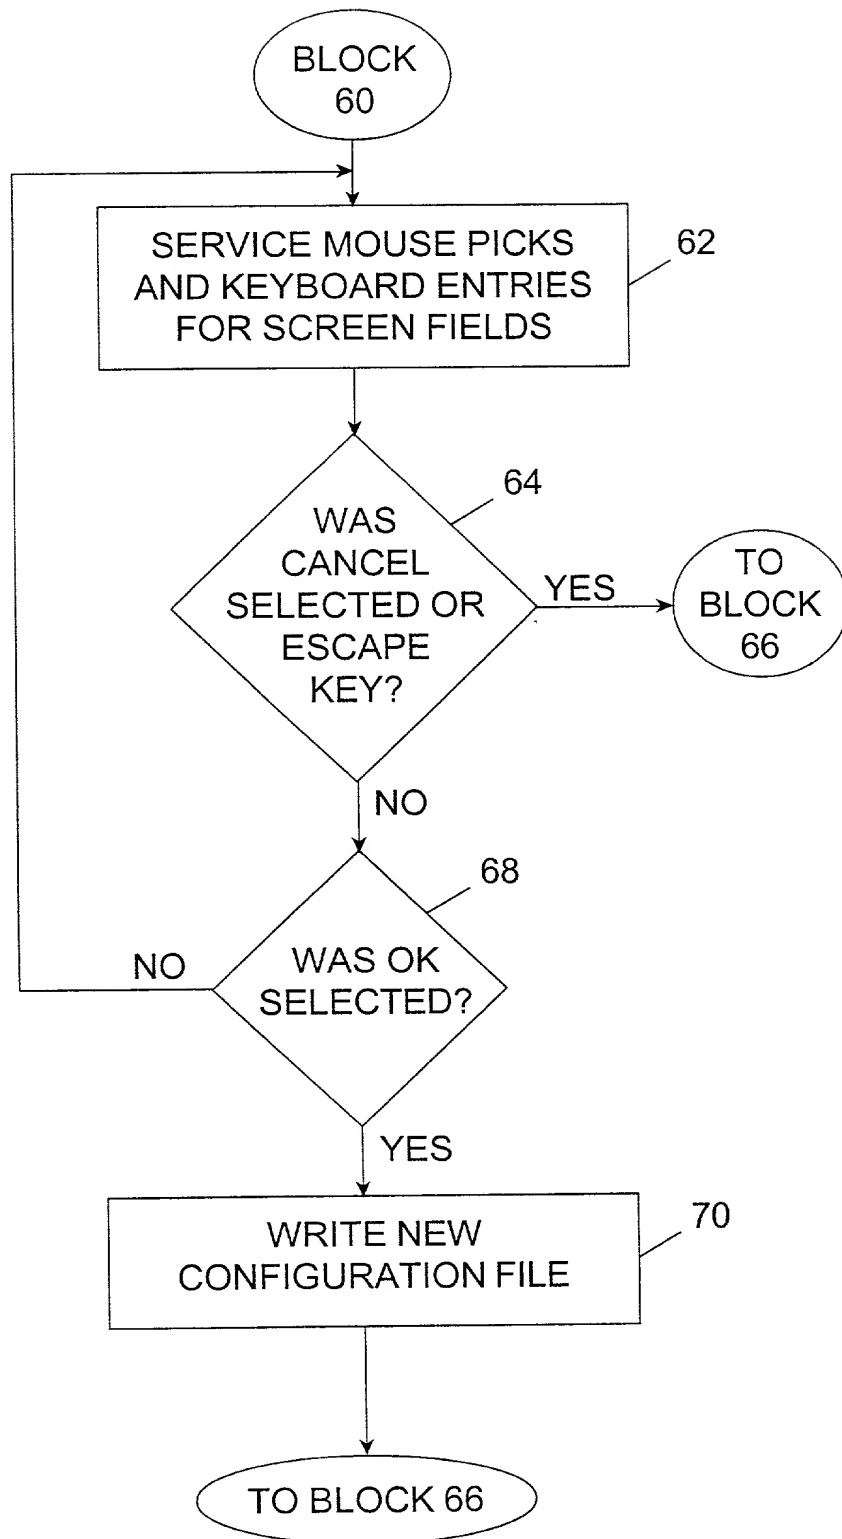 BLOCK
60
SERVICE MOUSE PICKS
AND KEYBOARD ENTRIES
FOR SCREEN FIELDS
62
WAS
CANCEL
SELECTED OR
ESCAPE
KEY?
64
YES
TO
BLOCK
66
NO
WAS OK
SELECTED?
68
NO
YES
WRITE NEW
CONFIGURATION FILE
70
TO BLOCK 66